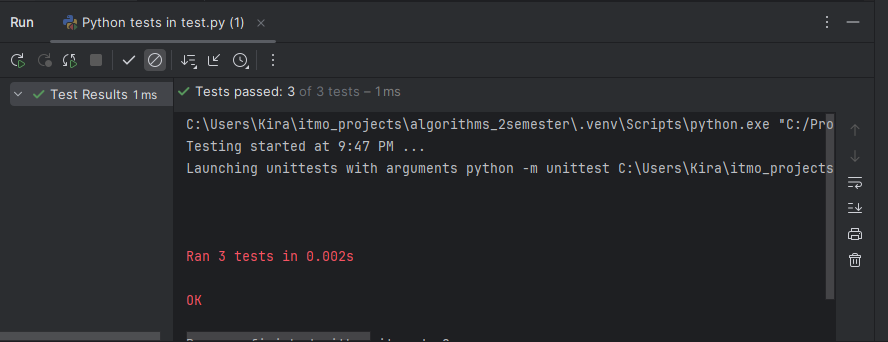 Run Python tests in test.py (1)
Test Results 1 ms
Tests passed: 3 of 3 tests – 1 ms
C:\Users\Kira\itmo_projects\algorithms_2semester\.venv\Scripts\python.exe "C:/Pro
Testing started at 9:47 PM ...
Launching unittests with arguments python -m unittest C:\Users\Kira\itmo_projects
Ran 3 tests in 0.002s
OK